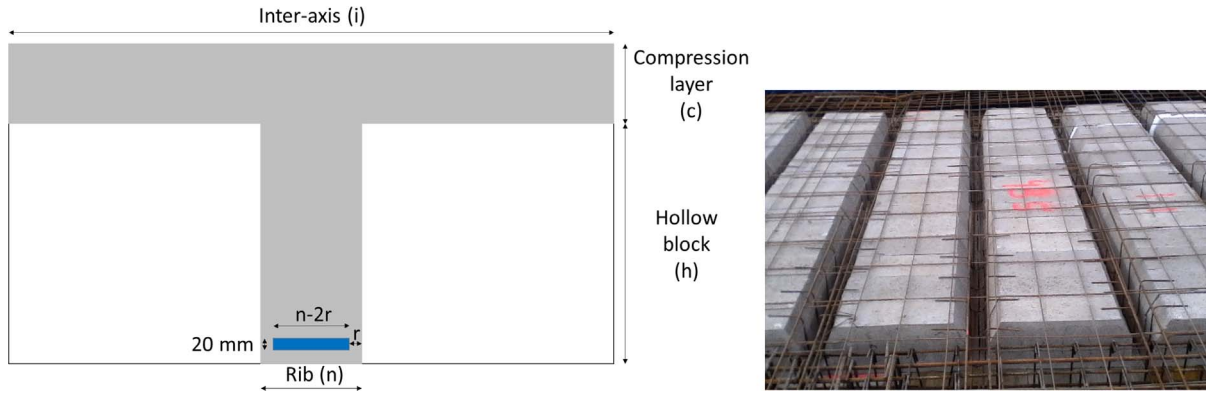 Inter-axis (i)
Compression
layer
(c)
Hollow
block
(h)
n-2r
r
20 mm
Rib (n)